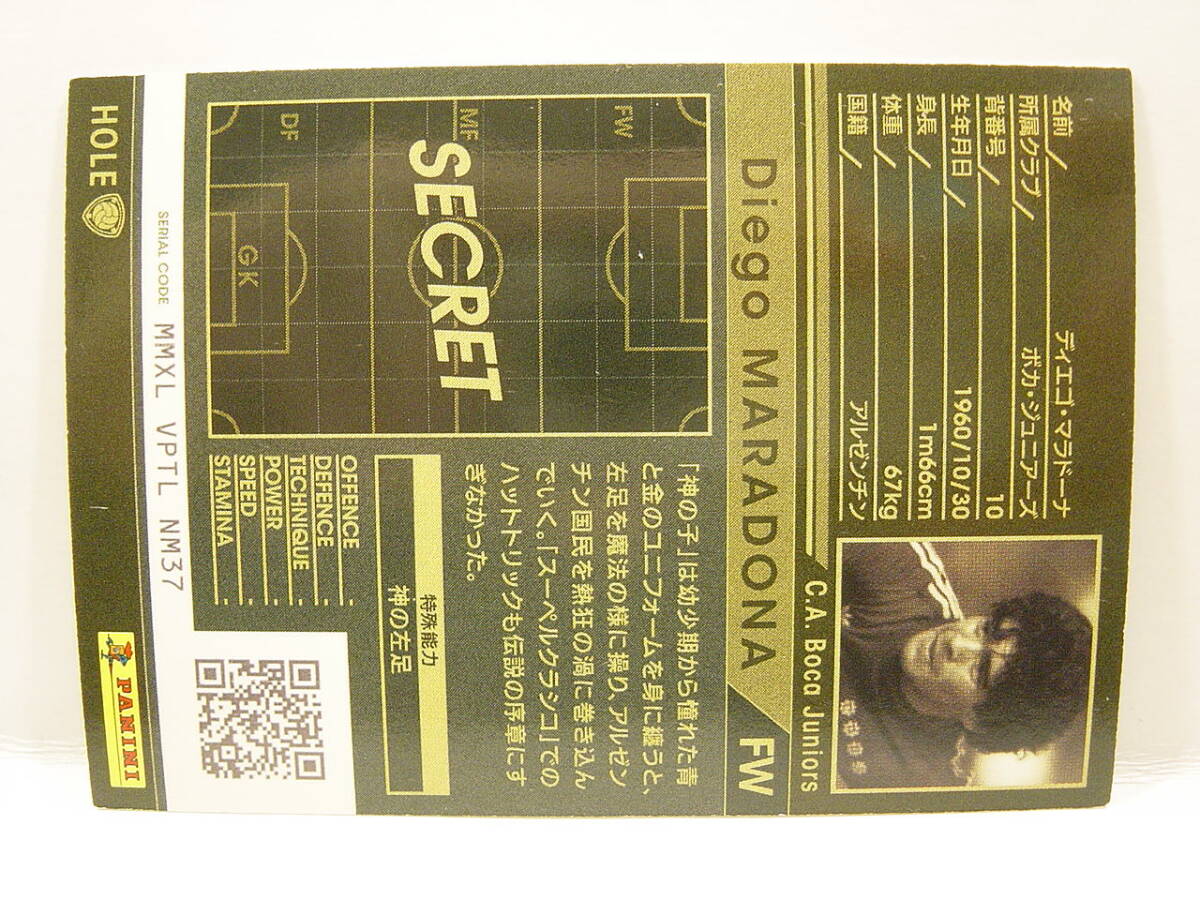 名前／ディエゴ・マラドーナ
所属クラブ／ボカ・ジュニアーズ
背番号／10
生年月日／1960/10/30
身長／1m66cm
体重／67kg
国籍／アルゼンチン
C.A. Boca Juniors
Diego MARADONA
FW
FW
MF
DF
GK
SECRET
「神の子」は幼少期から憧れた青
と金のユニフォームを身に纏うと、
左足を魔法の様に操り、アルゼン
チン国民を熱狂の渦に巻き込ん
でいく。「スーペルクラシコ」での
ハットトリックも伝説の序章にす
ぎなかった。
特殊能力
神の左足
OFFENCE -
DEFENCE -
TECHNIQUE -
POWER -
SPEED -
STAMINA -
SERIAL CODE MMXL VPTL NM37
HOLE
PANINI